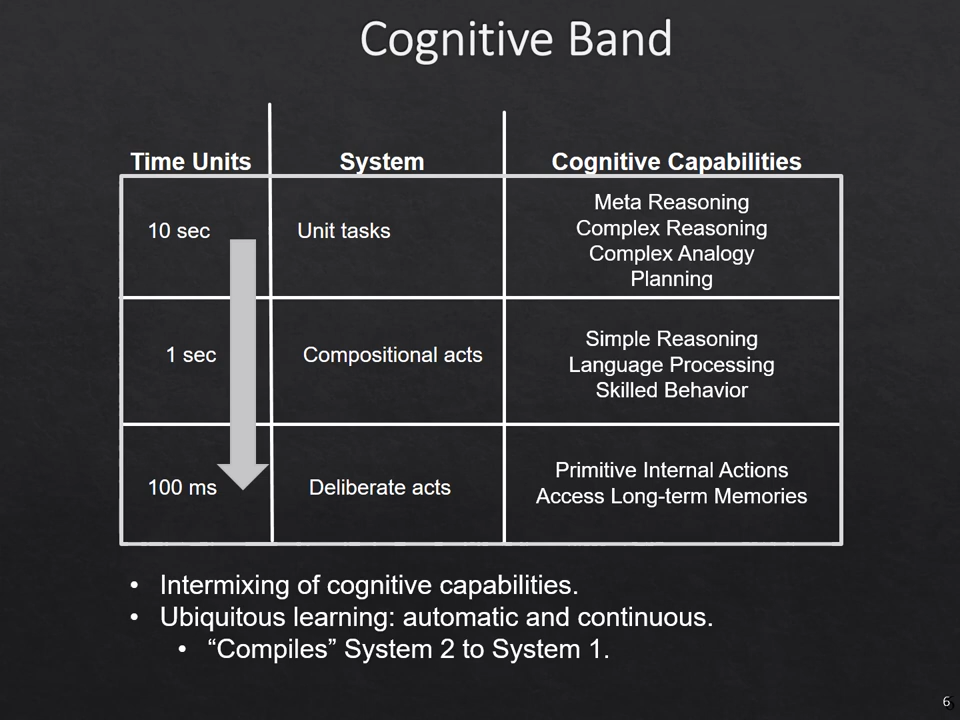 Cognitive Band
Time Units System Cognitive Capabilities
10 sec Unit tasks
Meta Reasoning
Complex Reasoning
Complex Analogy
Planning
1 sec Compositional acts
Simple Reasoning
Language Processing
Skilled Behavior
100 ms Deliberate acts
Primitive Internal Actions
Access Long-term Memories
• Intermixing of cognitive capabilities.
• Ubiquitous learning: automatic and continuous.
• “Compiles” System 2 to System 1.
6